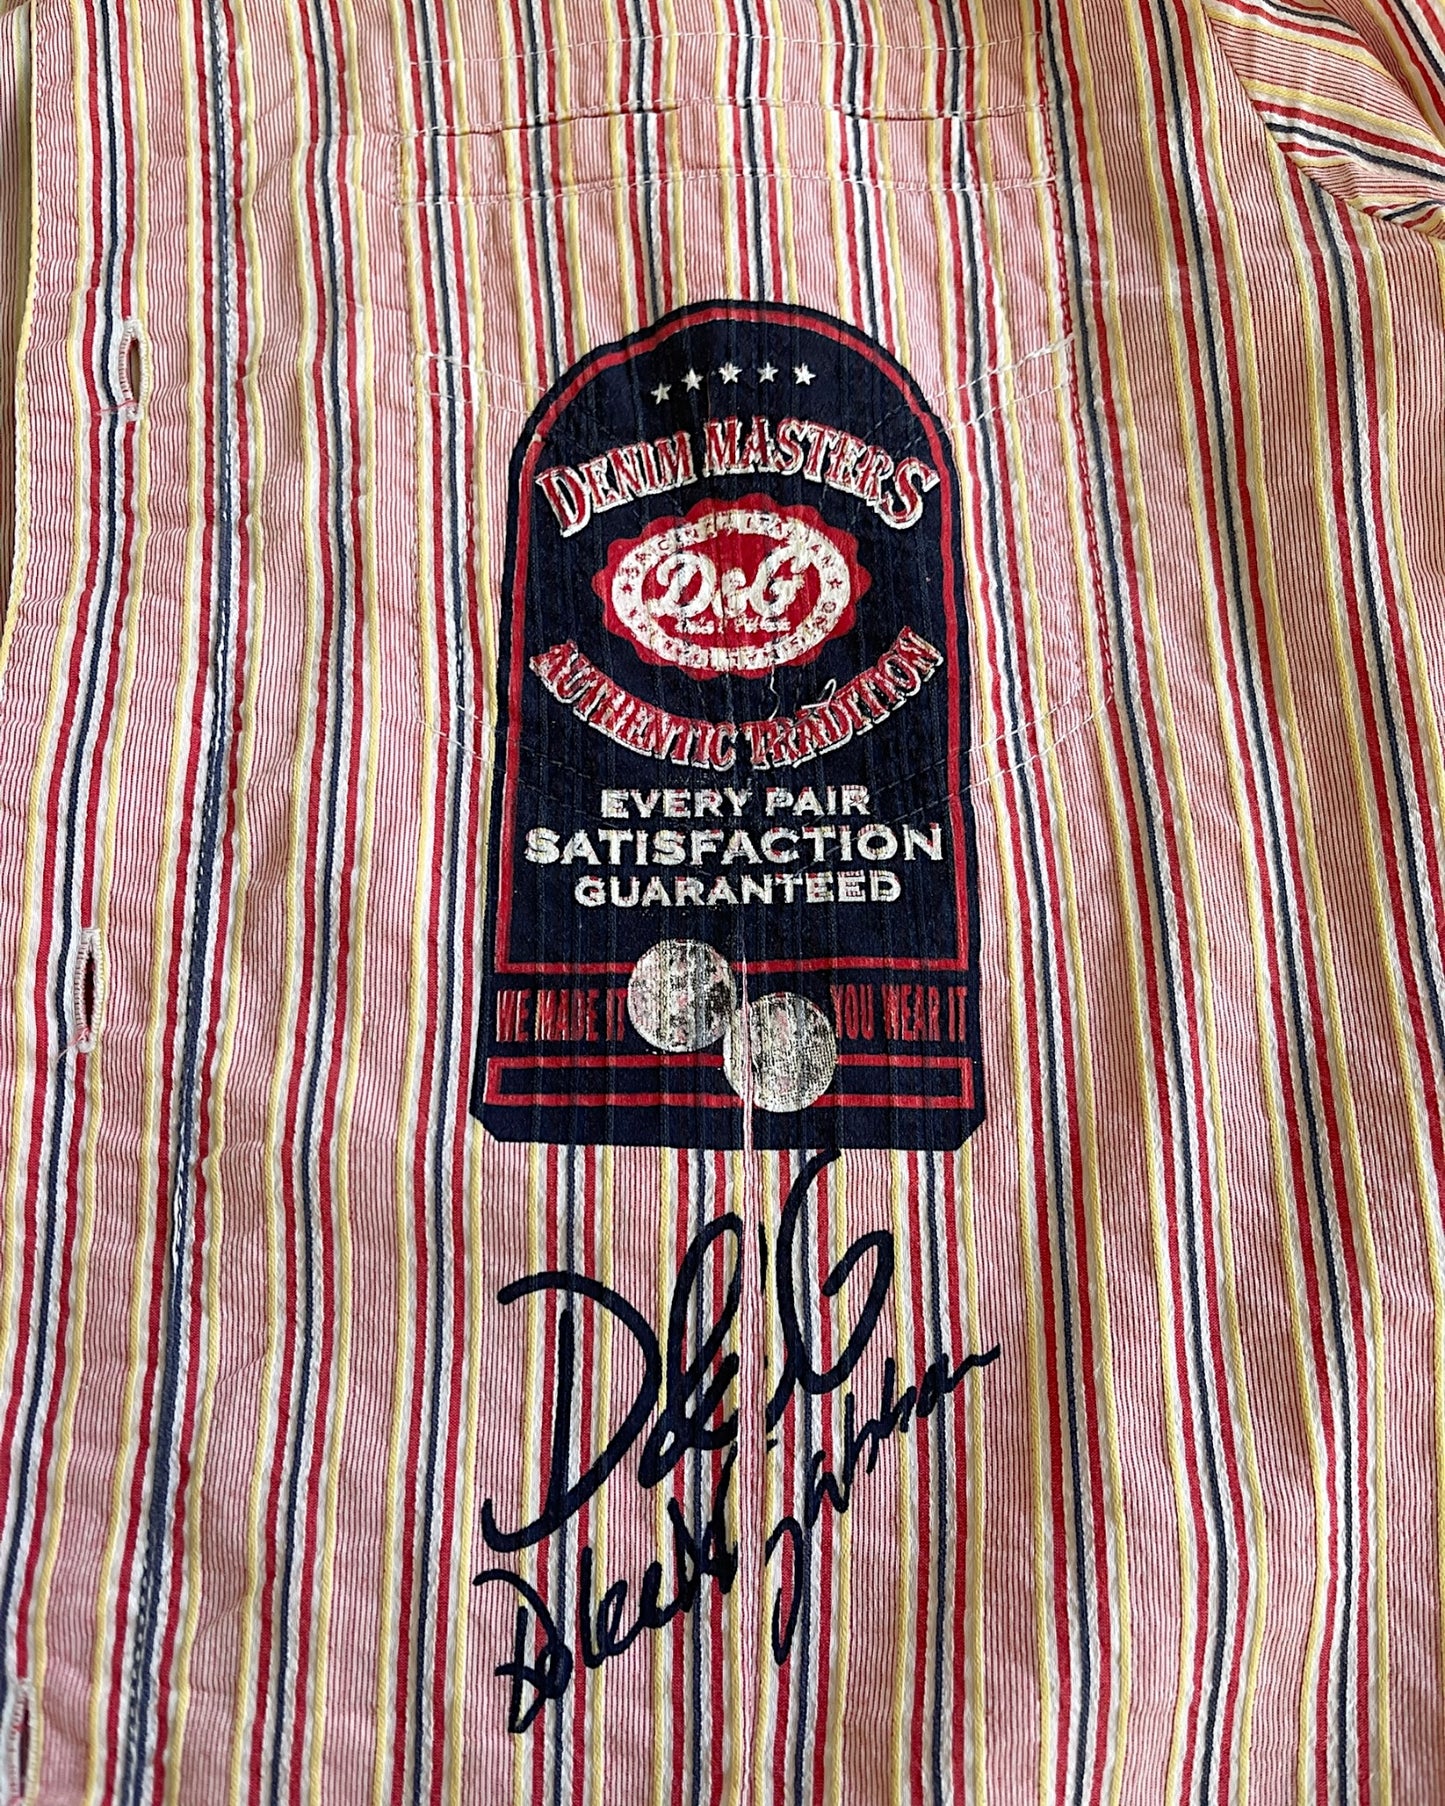 DENIM MASTERS
D&G
AUTHENTIC TRADITION
EVERY PAIR
SATISFACTION
GUARANTEED
WE MADE IT YOU WEAR IT
D&G